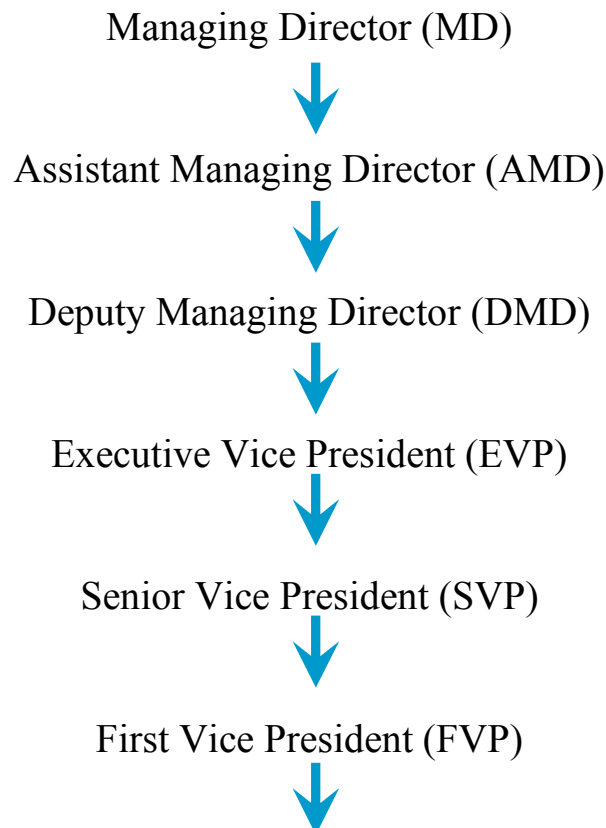 Managing Director (MD)
Assistant Managing Director (AMD)
Deputy Managing Director (DMD)
Executive Vice President (EVP)
Senior Vice President (SVP)
First Vice President (FVP)